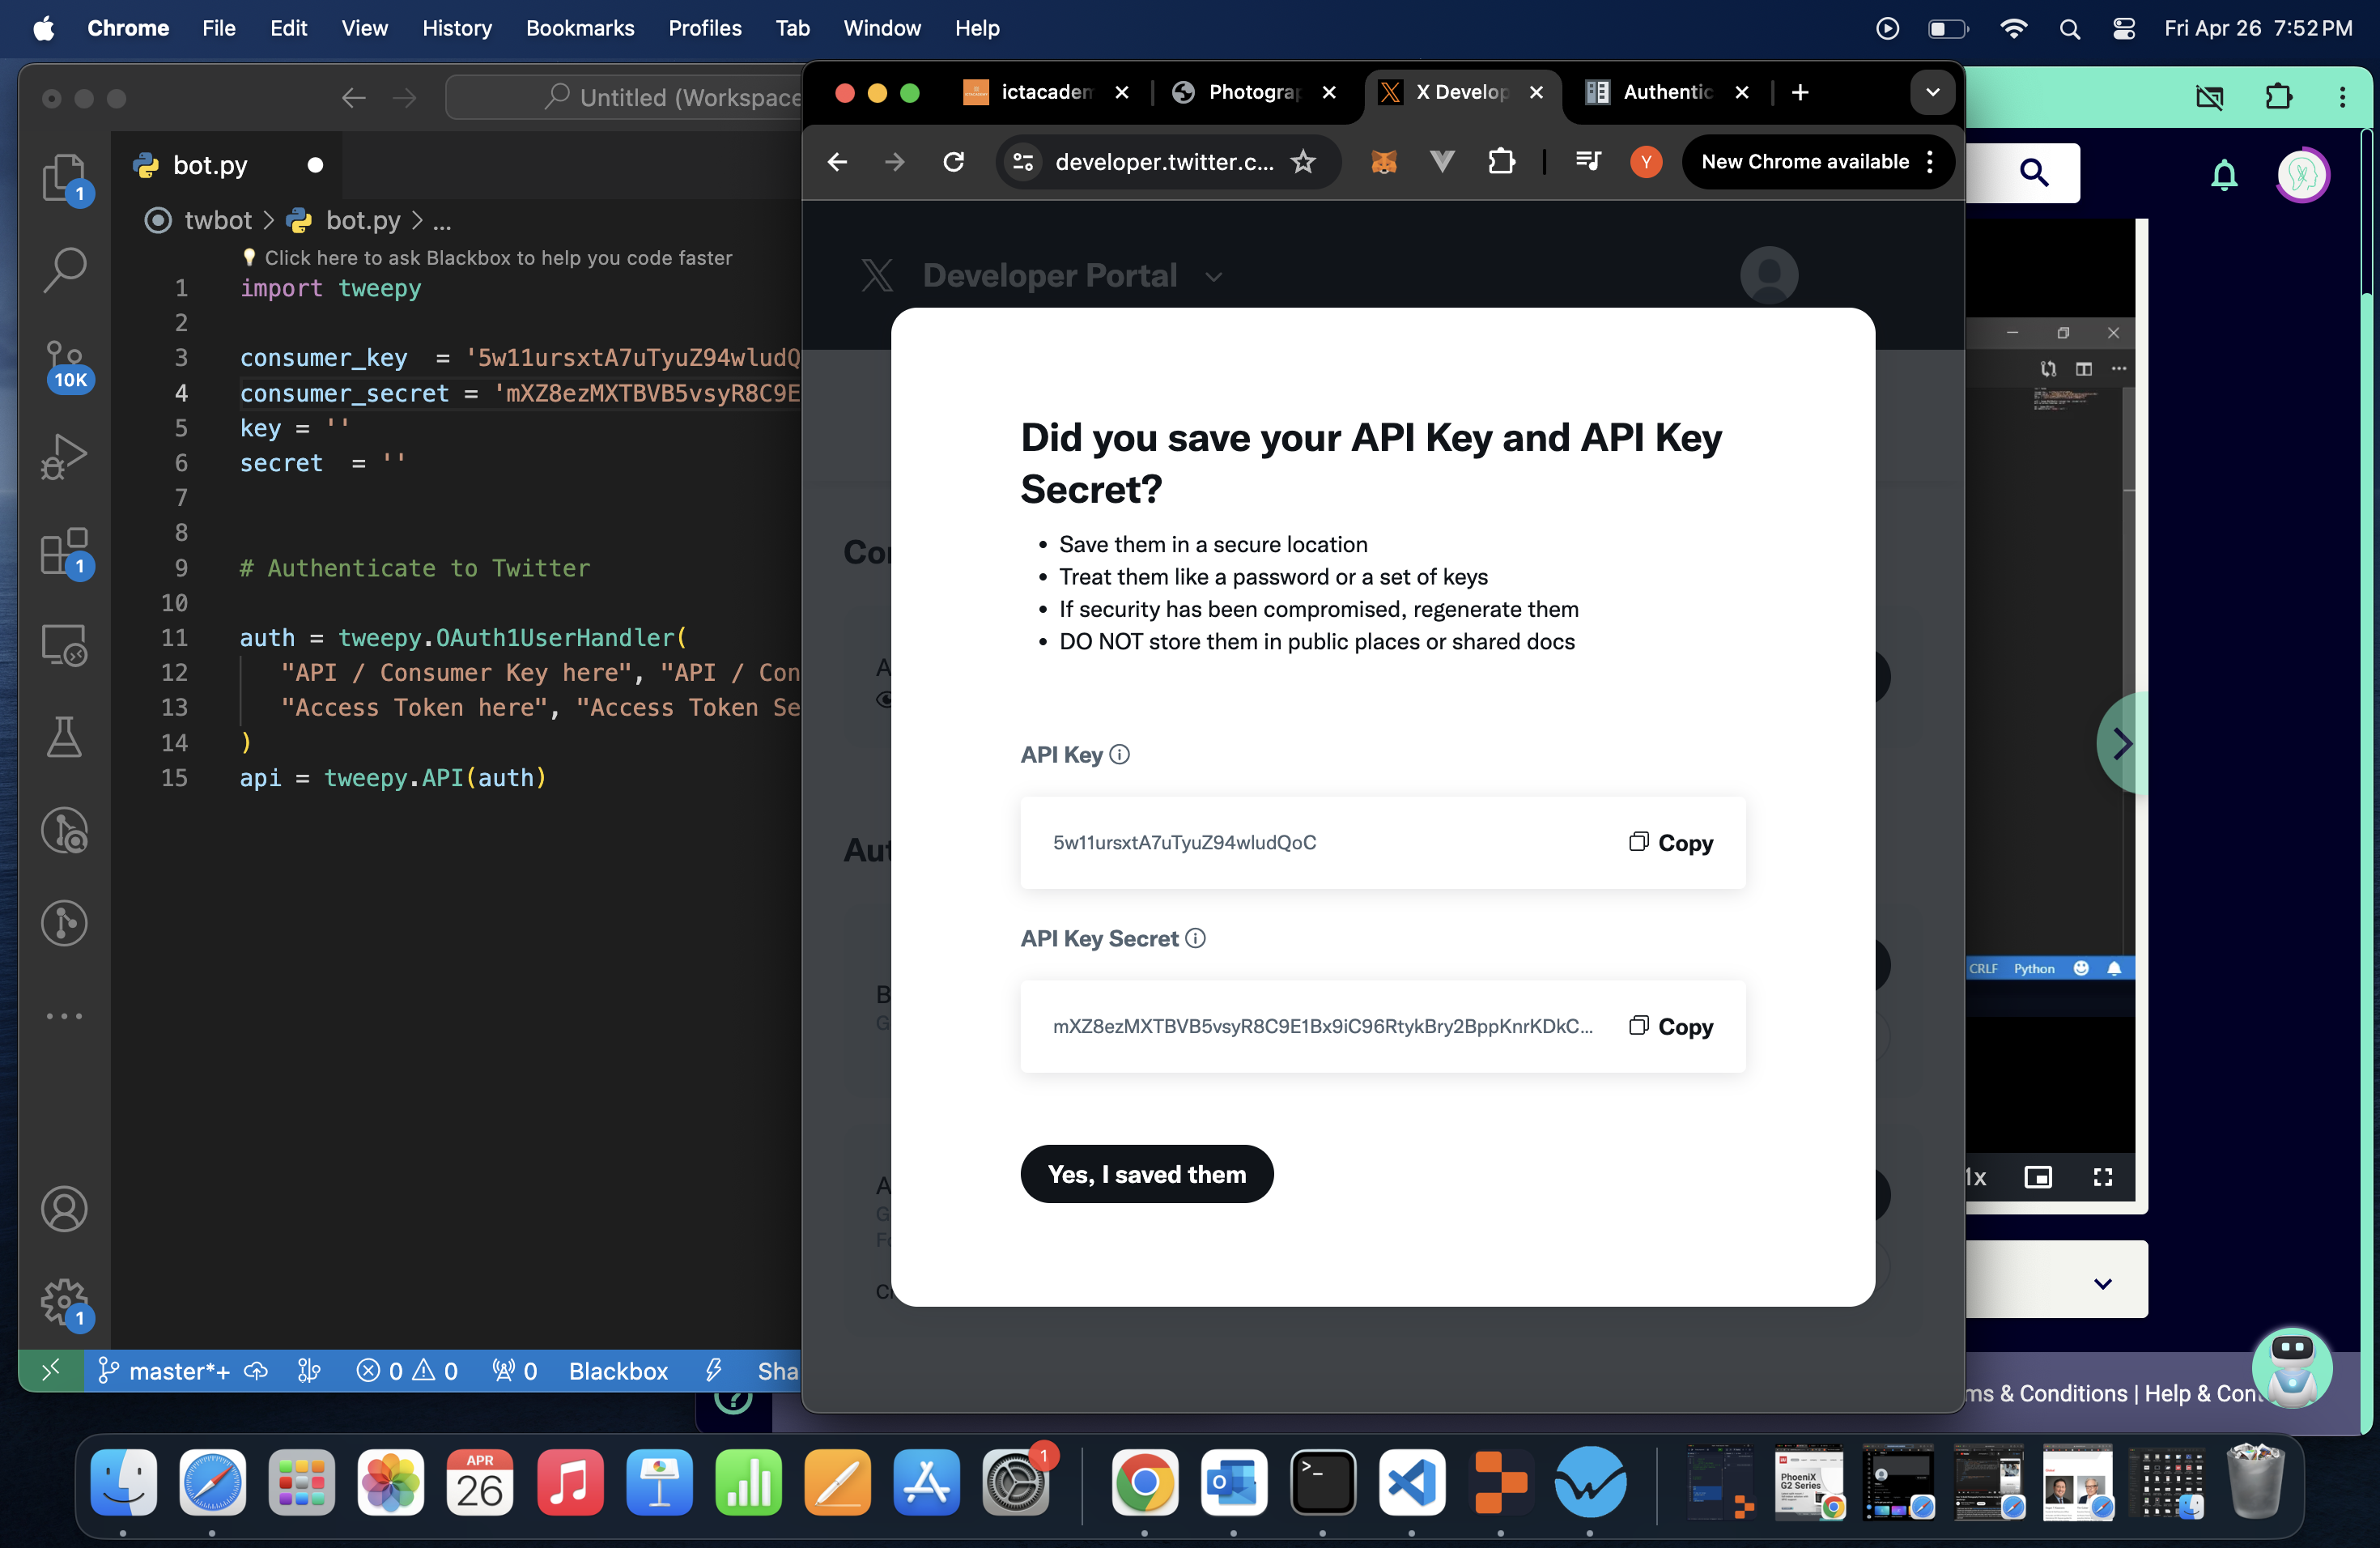 Chrome File Edit View History Bookmarks Profiles Tab Window Help
Fri Apr 26 7:52 PM
Untitled (Workspace
bot.py
twbot > bot.py > ...
Click here to ask Blackbox to help you code faster
1 import tweepy
2
3 consumer_key = '5w11ursxtA7uTyuZ94wludQ
4 consumer_secret = 'mXZ8ezMXTBVB5vsyR8C9E
5 key = ''
6 secret = ''
7
8
9 # Authenticate to Twitter
10
11 auth = tweepy.OAuth1UserHandler(
12 "API / Consumer Key here", "API / Con
13 "Access Token here", "Access Token Se
14 )
15 api = tweepy.API(auth)
1
10K
1
1
master*+ 0 0 0 Blackbox Sha
ictacadem
Photograp
X Develop
Authentic
developer.twitter.c...
Y
New Chrome available
Developer Portal
Did you save your API Key and API Key
Secret?
• Save them in a secure location
• Treat them like a password or a set of keys
• If security has been compromised, regenerate them
• DO NOT store them in public places or shared docs
API Key
5w11ursxtA7uTyuZ94wludQoC
Copy
API Key Secret
mXZ8ezMXTBVB5vsyR8C9E1Bx9iC96RtykBry2BppKnrKDkC...
Copy
Yes, I saved them
CRLF Python
1x
ms & Conditions | Help & Con
APR
26
1
PhoeniX
G2 Series